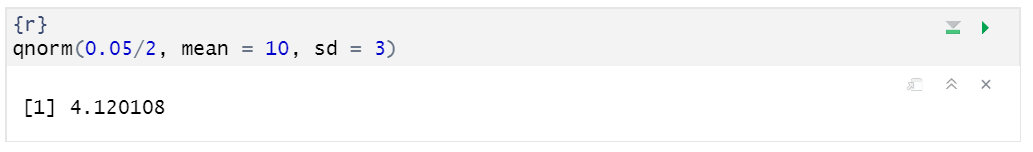 {r}
qnorm(0.05/2, mean = 10, sd = 3)
[1] 4.120108